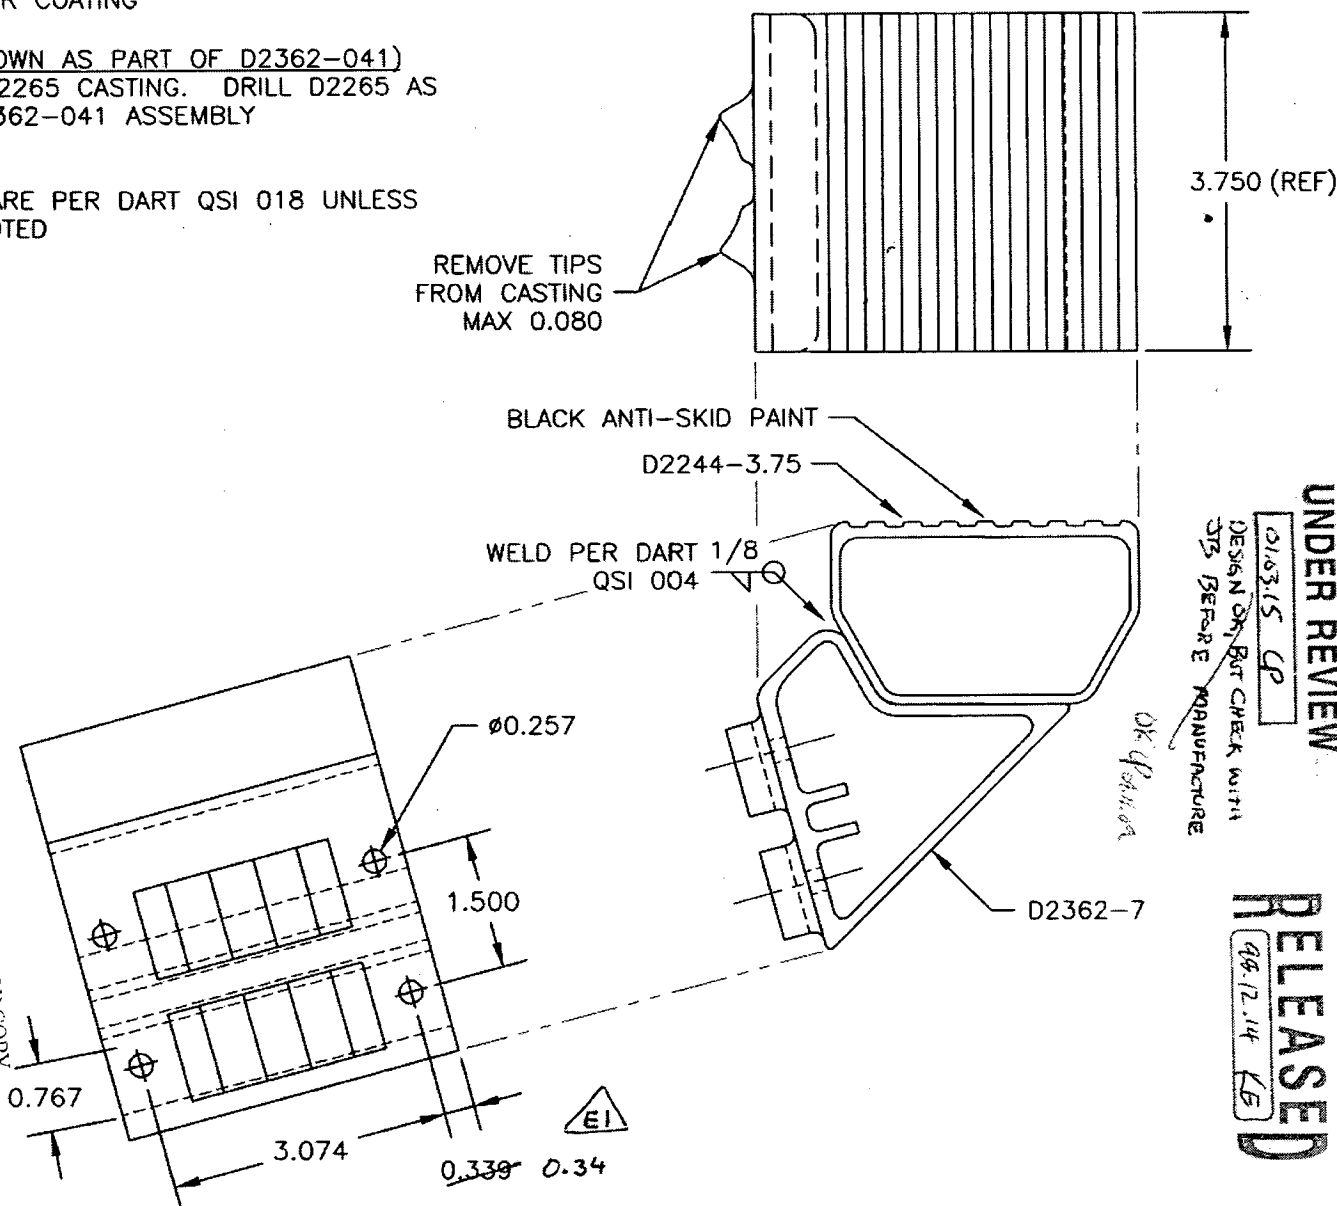 R COATING
OWN AS PART OF D2362-041)
2265 CASTING. DRILL D2265 AS
362-041 ASSEMBLY
ARE PER DART QSI 018 UNLESS
OTED
REMOVE TIPS
FROM CASTING
MAX 0.080
3.750 (REF)
BLACK ANTI-SKID PAINT
D2244-3.75
WELD PER DART 1/8
QSI 004
D2362-7
ø0.257
1.500
0.767
3.074
0.339 0.34
E1
UNDER REVIEW
01.03.15 CP
DESIGN OK, BUT CHECK WITH
JB BEFORE MANUFACTURE
OK CP
RELEASED
98.12.14 KE